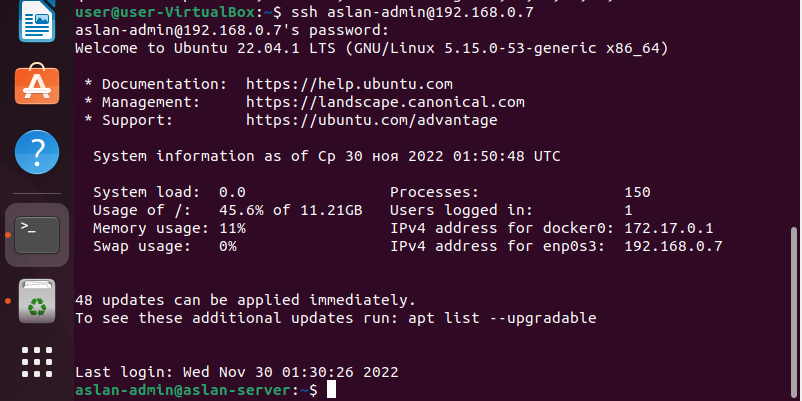 user@user-VirtualBox:~$ ssh aslan-admin@192.168.0.7
aslan-admin@192.168.0.7's password:
Welcome to Ubuntu 22.04.1 LTS (GNU/Linux 5.15.0-53-generic x86_64)
* Documentation:  https://help.ubuntu.com
* Management:     https://landscape.canonical.com
* Support:        https://ubuntu.com/advantage
System information as of Ср 30 ноя 2022 01:50:48 UTC
System load:  0.0                Processes:                150
Usage of /:   45.6% of 11.21GB   Users logged in:          1
Memory usage: 11%                IPv4 address for docker0: 172.17.0.1
Swap usage:   0%                 IPv4 address for enp0s3:  192.168.0.7
48 updates can be applied immediately.
To see these additional updates run: apt list --upgradable
Last login: Wed Nov 30 01:30:26 2022
aslan-admin@aslan-server:~$